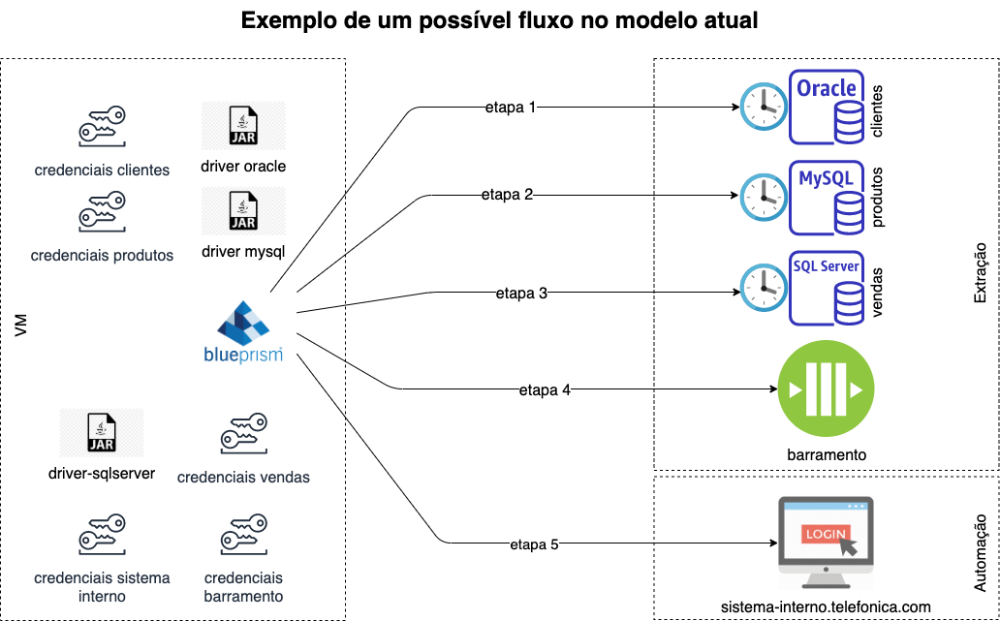 Exemplo de um possível fluxo no modelo atual
VM
credenciais clientes
JAR
driver oracle
credenciais produtos
JAR
driver mysql
blueprism
JAR
driver-sqlserver
credenciais vendas
credenciais sistema
interno
credenciais
barramento
etapa 1
etapa 2
etapa 3
etapa 4
etapa 5
Oracle
clientes
MySQL
produtos
SQL Server
vendas
barramento
Extração
LOGIN
sistema-interno.telefonica.com
Automação